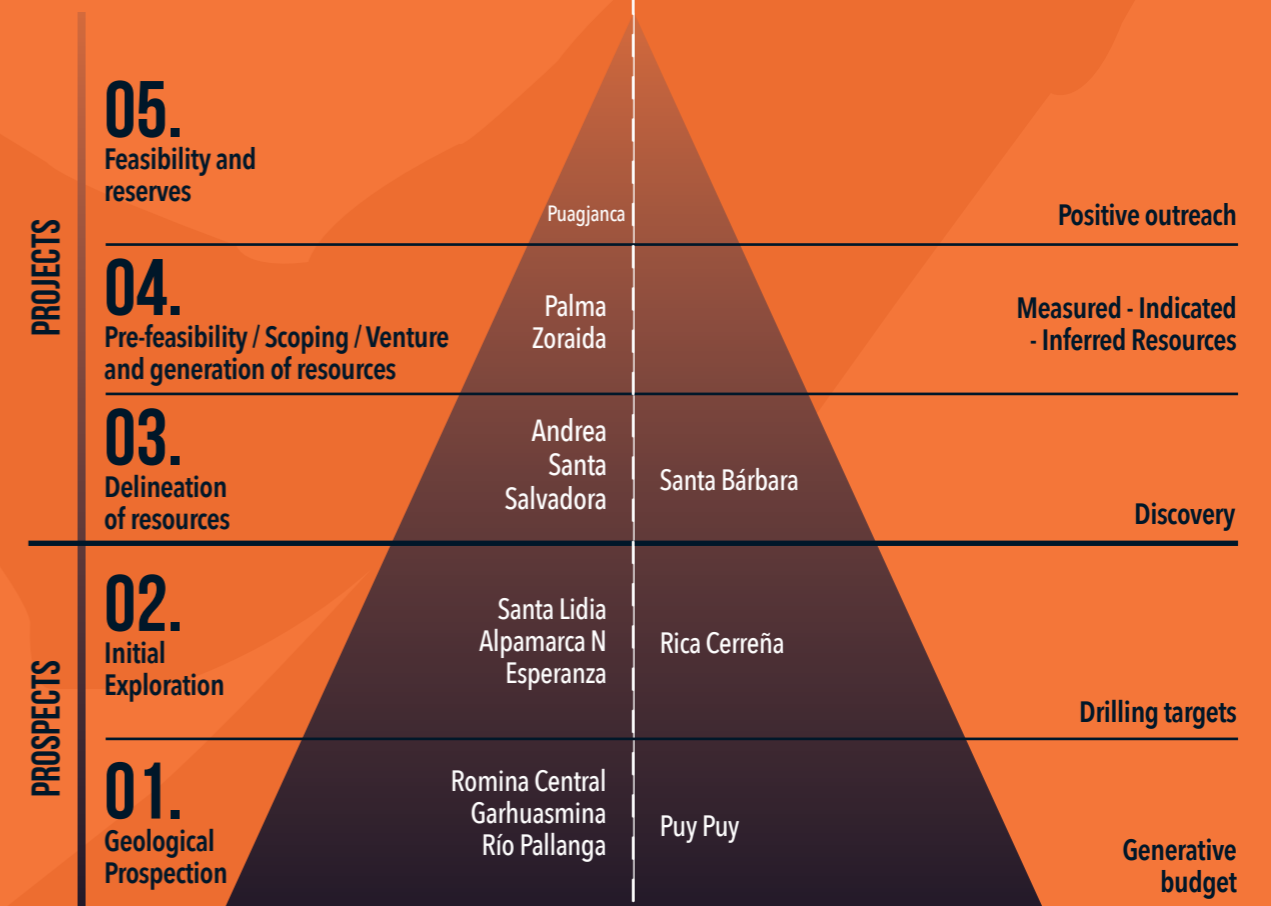 PROJECTS
05.
Feasibility and
reserves
Puagjanca
Positive outreach
04.
Pre-feasibility / Scoping / Venture
and generation of resources
Palma
Zoraida
Measured - Indicated
- Inferred Resources
03.
Delineation
of resources
Andrea
Santa
Salvadora
Santa Bárbara
Discovery
PROSPECTS
02.
Initial
Exploration
Santa Lidia
Alpamarca N
Esperanza
Rica Cerreña
Drilling targets
01.
Geological
Prospection
Romina Central
Garhuasmina
Río Pallanga
Puy Puy
Generative
budget